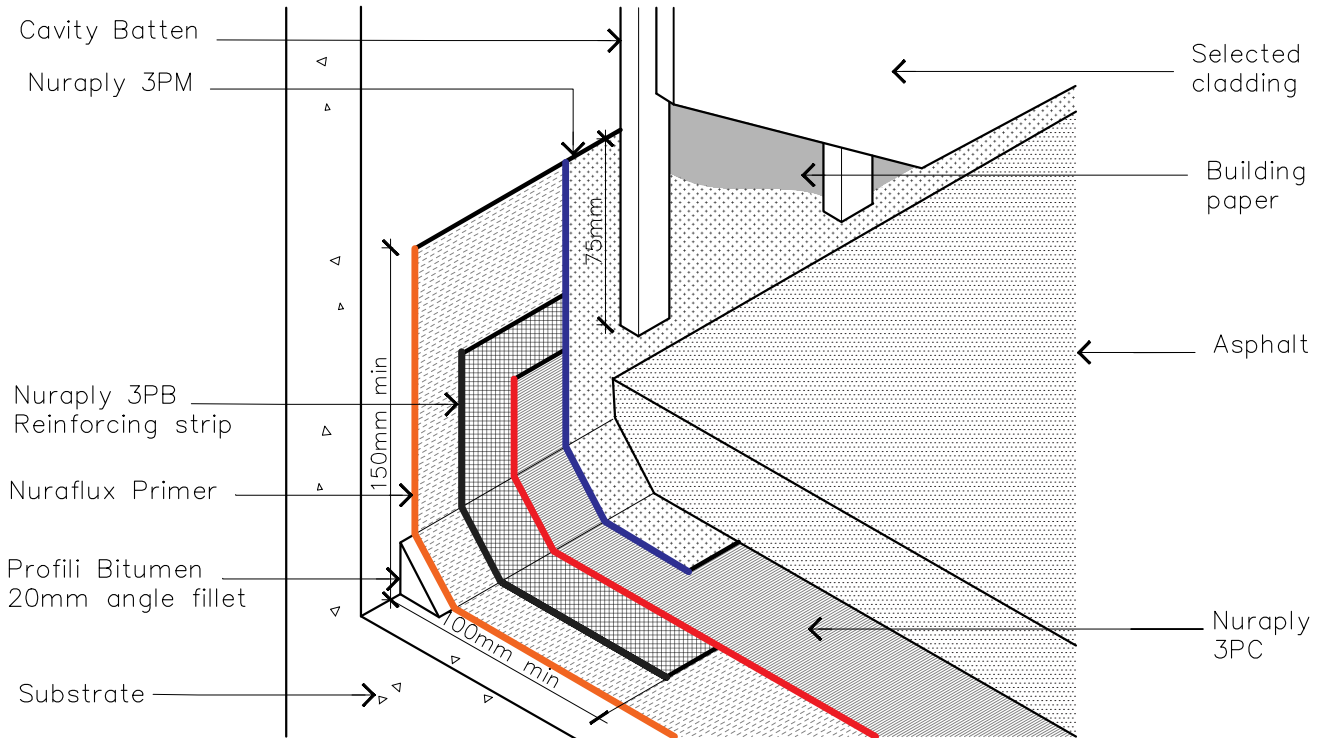 Cavity Batten
Nuraply 3PM
Selected
cladding
Building
paper
75mm
Asphalt
150mm min
Nuraply 3PB
Reinforcing strip
Nuraflux Primer
Profili Bitumen
20mm angle fillet
100mm min
Nuraply
3PC
Substrate